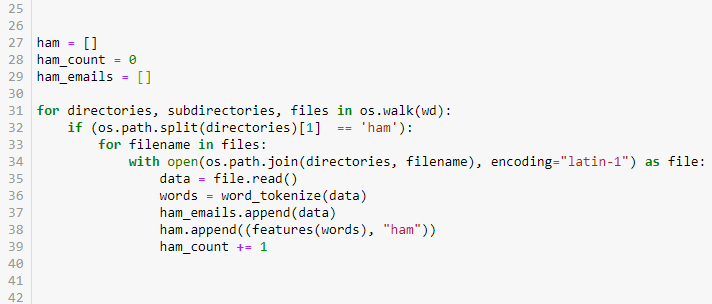 25
26
27 ham = []
28 ham_count = 0
29 ham_emails = []
30
31 for directories, subdirectories, files in os.walk(wd):
32     if (os.path.split(directories)[1]  == 'ham'):
33         for filename in files:
34             with open(os.path.join(directories, filename), encoding="latin-1") as file:
35                 data = file.read()
36                 words = word_tokenize(data)
37                 ham_emails.append(data)
38                 ham.append((features(words), "ham"))
39                 ham_count += 1
40
41
42